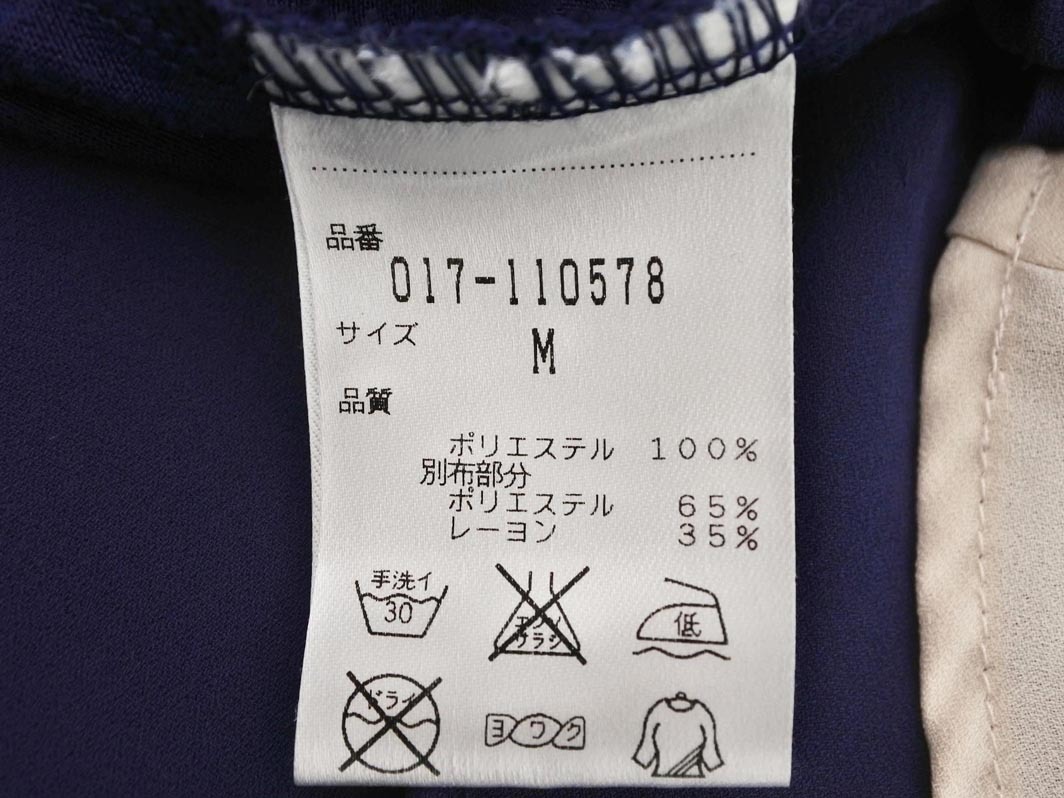 品番
017-110578
サイズ
M
品質
ポリエステル 100%
別布部分
ポリエステル 65%
レーヨン 35%
手洗イ
30
エンソ
サラシ
低
ドライ
ヨワク